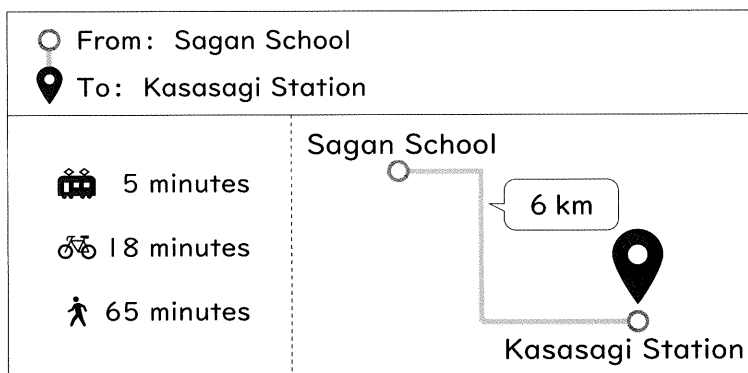 From: Sagan School
To: Kasasagi Station
5 minutes
18 minutes
65 minutes
Sagan School
6 km
Kasasagi Station